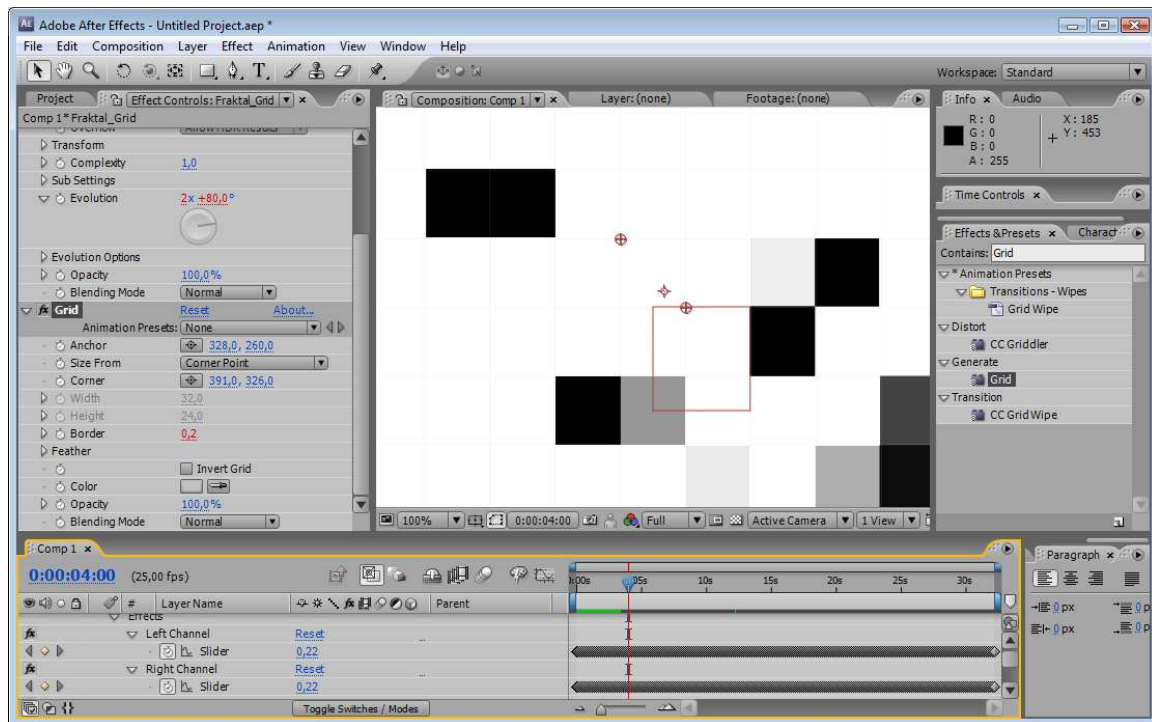 Adobe After Effects - Untitled Project.aep *
File Edit Composition Layer Effect Animation View Window Help
Workspace: Standard
Project Effect Controls: Fraktal_Grid
Comp 1 * Fraktal_Grid
Transform
Complexity 1,0
Sub Settings
Evolution 2x +80,0°
Evolution Options
Opacity 100,0%
Blending Mode Normal
fx Grid Reset About...
Animation Presets: None
Anchor 328,0, 260,0
Size From Corner Point
Corner 391,0, 326,0
Width 32,0
Height 24,0
Border 0,2
Feather
Invert Grid
Color
Opacity 100,0%
Blending Mode Normal
Composition: Comp 1 Layer: (none) Footage: (none)
100% 0:00:04:00 Full Active Camera 1 View
Info Audio
R : 0 X : 185
G : 0 Y : 453
B : 0
A : 255
Time Controls
Effects & Presets Charact
Contains: Grid
* Animation Presets
Transitions - Wipes
Grid Wipe
Distort
CC Griddler
Generate
Grid
Transition
CC Grid Wipe
Comp 1
0:00:04:00 (25,00 fps)
05s 10s 15s 20s 25s 30s
# Layer Name Parent
Effects
fx Left Channel Reset
Slider 0,22
fx Right Channel Reset
Slider 0,22
Toggle Switches / Modes
Paragraph
0 px
0 px